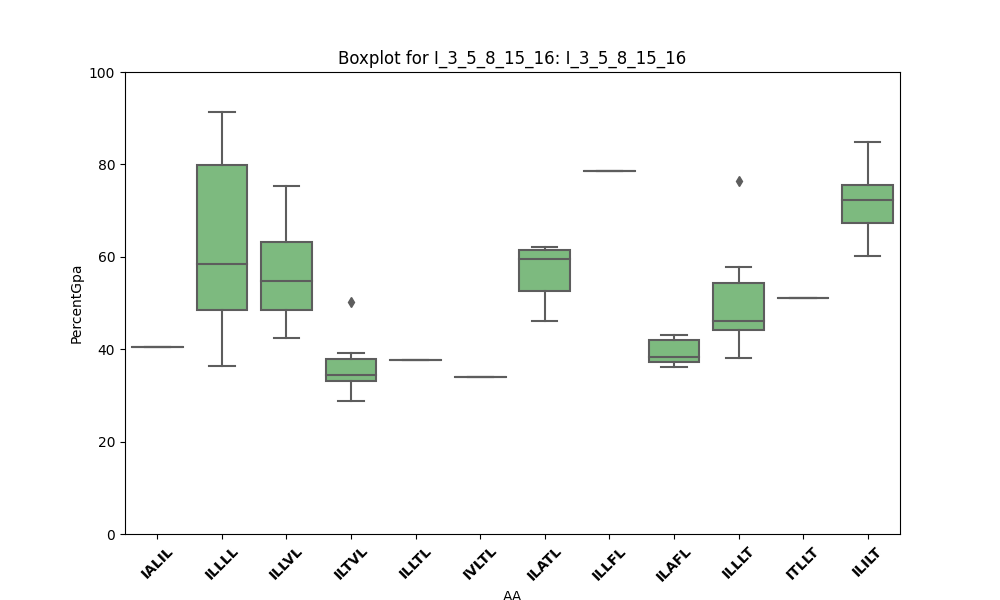 Boxplot for I_3_5_8_15_16: I_3_5_8_15_16
100
80
60
40
20
0
PercentGpa
IALIL ILLLL ILLVL ILTVL ILLTL IVLTL ILATL ILLFL ILAFL ILLLT ITLLT ILILT
AA